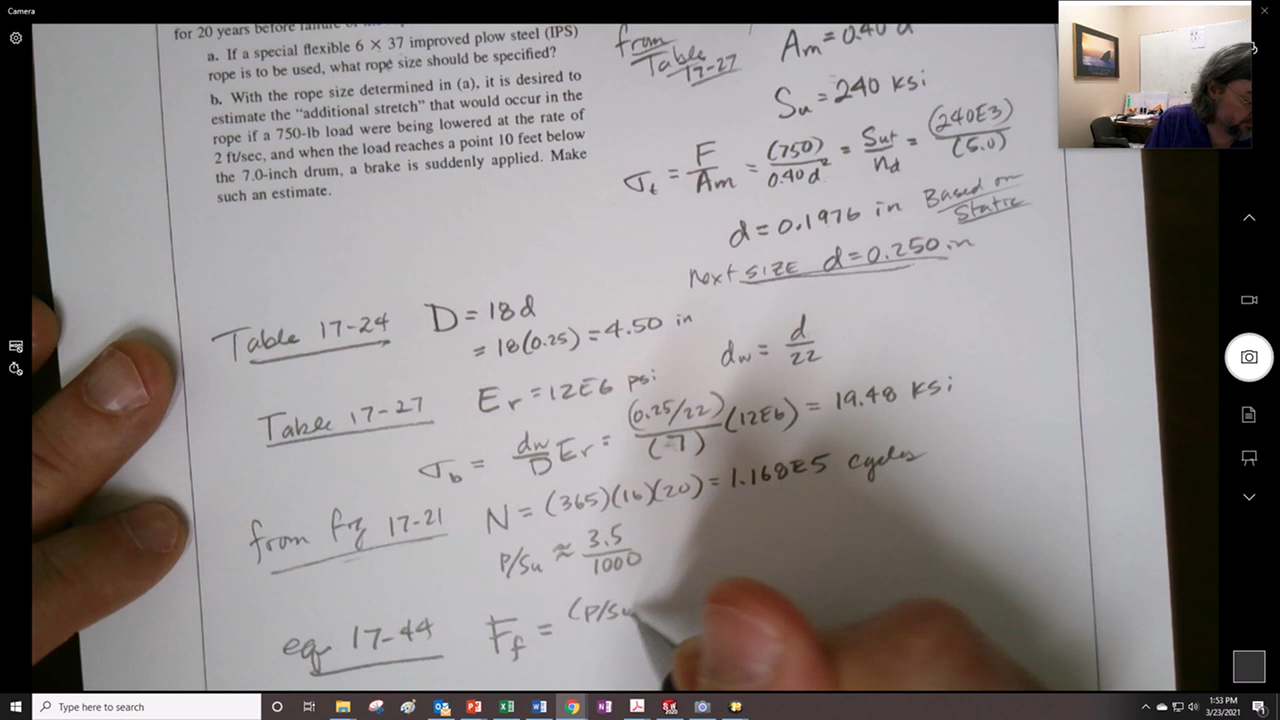 Camera
for 20 years before failure of the
a. If a special flexible 6 × 37 improved plow steel (IPS)
rope is to be used, what rope size should be specified?
b. With the rope size determined in (a), it is desired to
estimate the "additional stretch" that would occur in the
rope if a 750-lb load were being lowered at the rate of
2 ft/sec, and when the load reaches a point 10 feet below
the 7.0-inch drum, a brake is suddenly applied. Make
such an estimate.
from Table 17-27
Am = 0.40 d
Su = 240 ksi
σt = F/Am = (750)/0.40d² = Sut/nd = (240E3)/(5.0)
d = 0.1976 in Based on Static
Next SIZE d = 0.250 in
Table 17-24 D = 18d
= 18(0.25) = 4.50 in
dw = d/22
Table 17-27 Er = 12E6 psi
σb = dw/D Er = (0.25/22)/(7) (12E6) = 19.48 ksi
from fig 17-21 N = (365)(16)(20) = 1.168E5 cycles
P/Su ≈ 3.5/1000
eq 17-44 Ff = (P/Su
Type here to search
1:53 PM
3/23/2021